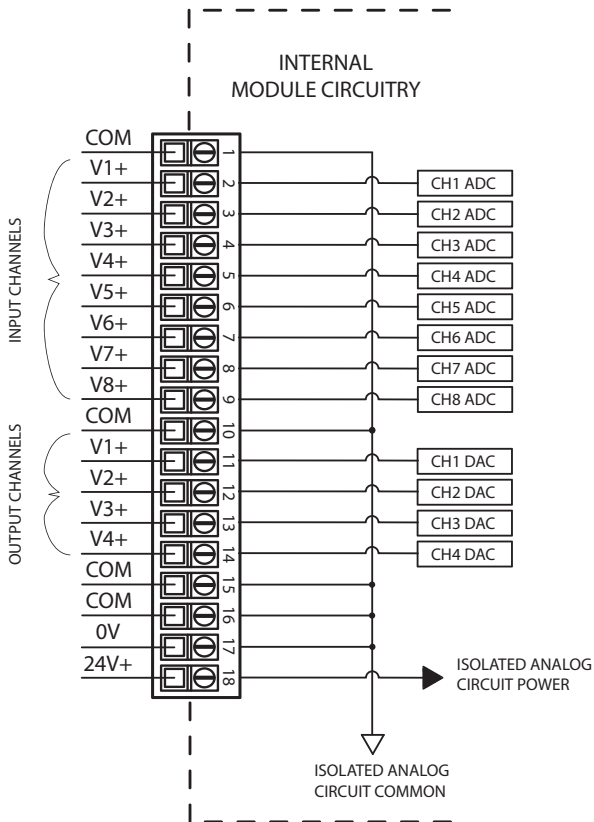 INTERNAL
MODULE CIRCUITRY
INPUT CHANNELS
OUTPUT CHANNELS
COM 1
V1+ 2 CH1 ADC
V2+ 3 CH2 ADC
V3+ 4 CH3 ADC
V4+ 5 CH4 ADC
V5+ 6 CH5 ADC
V6+ 7 CH6 ADC
V7+ 8 CH7 ADC
V8+ 9 CH8 ADC
COM 10
V1+ 11 CH1 DAC
V2+ 12 CH2 DAC
V3+ 13 CH3 DAC
V4+ 14 CH4 DAC
COM 15
COM 16
0V 17
24V+ 18
ISOLATED ANALOG
CIRCUIT POWER
ISOLATED ANALOG
CIRCUIT COMMON